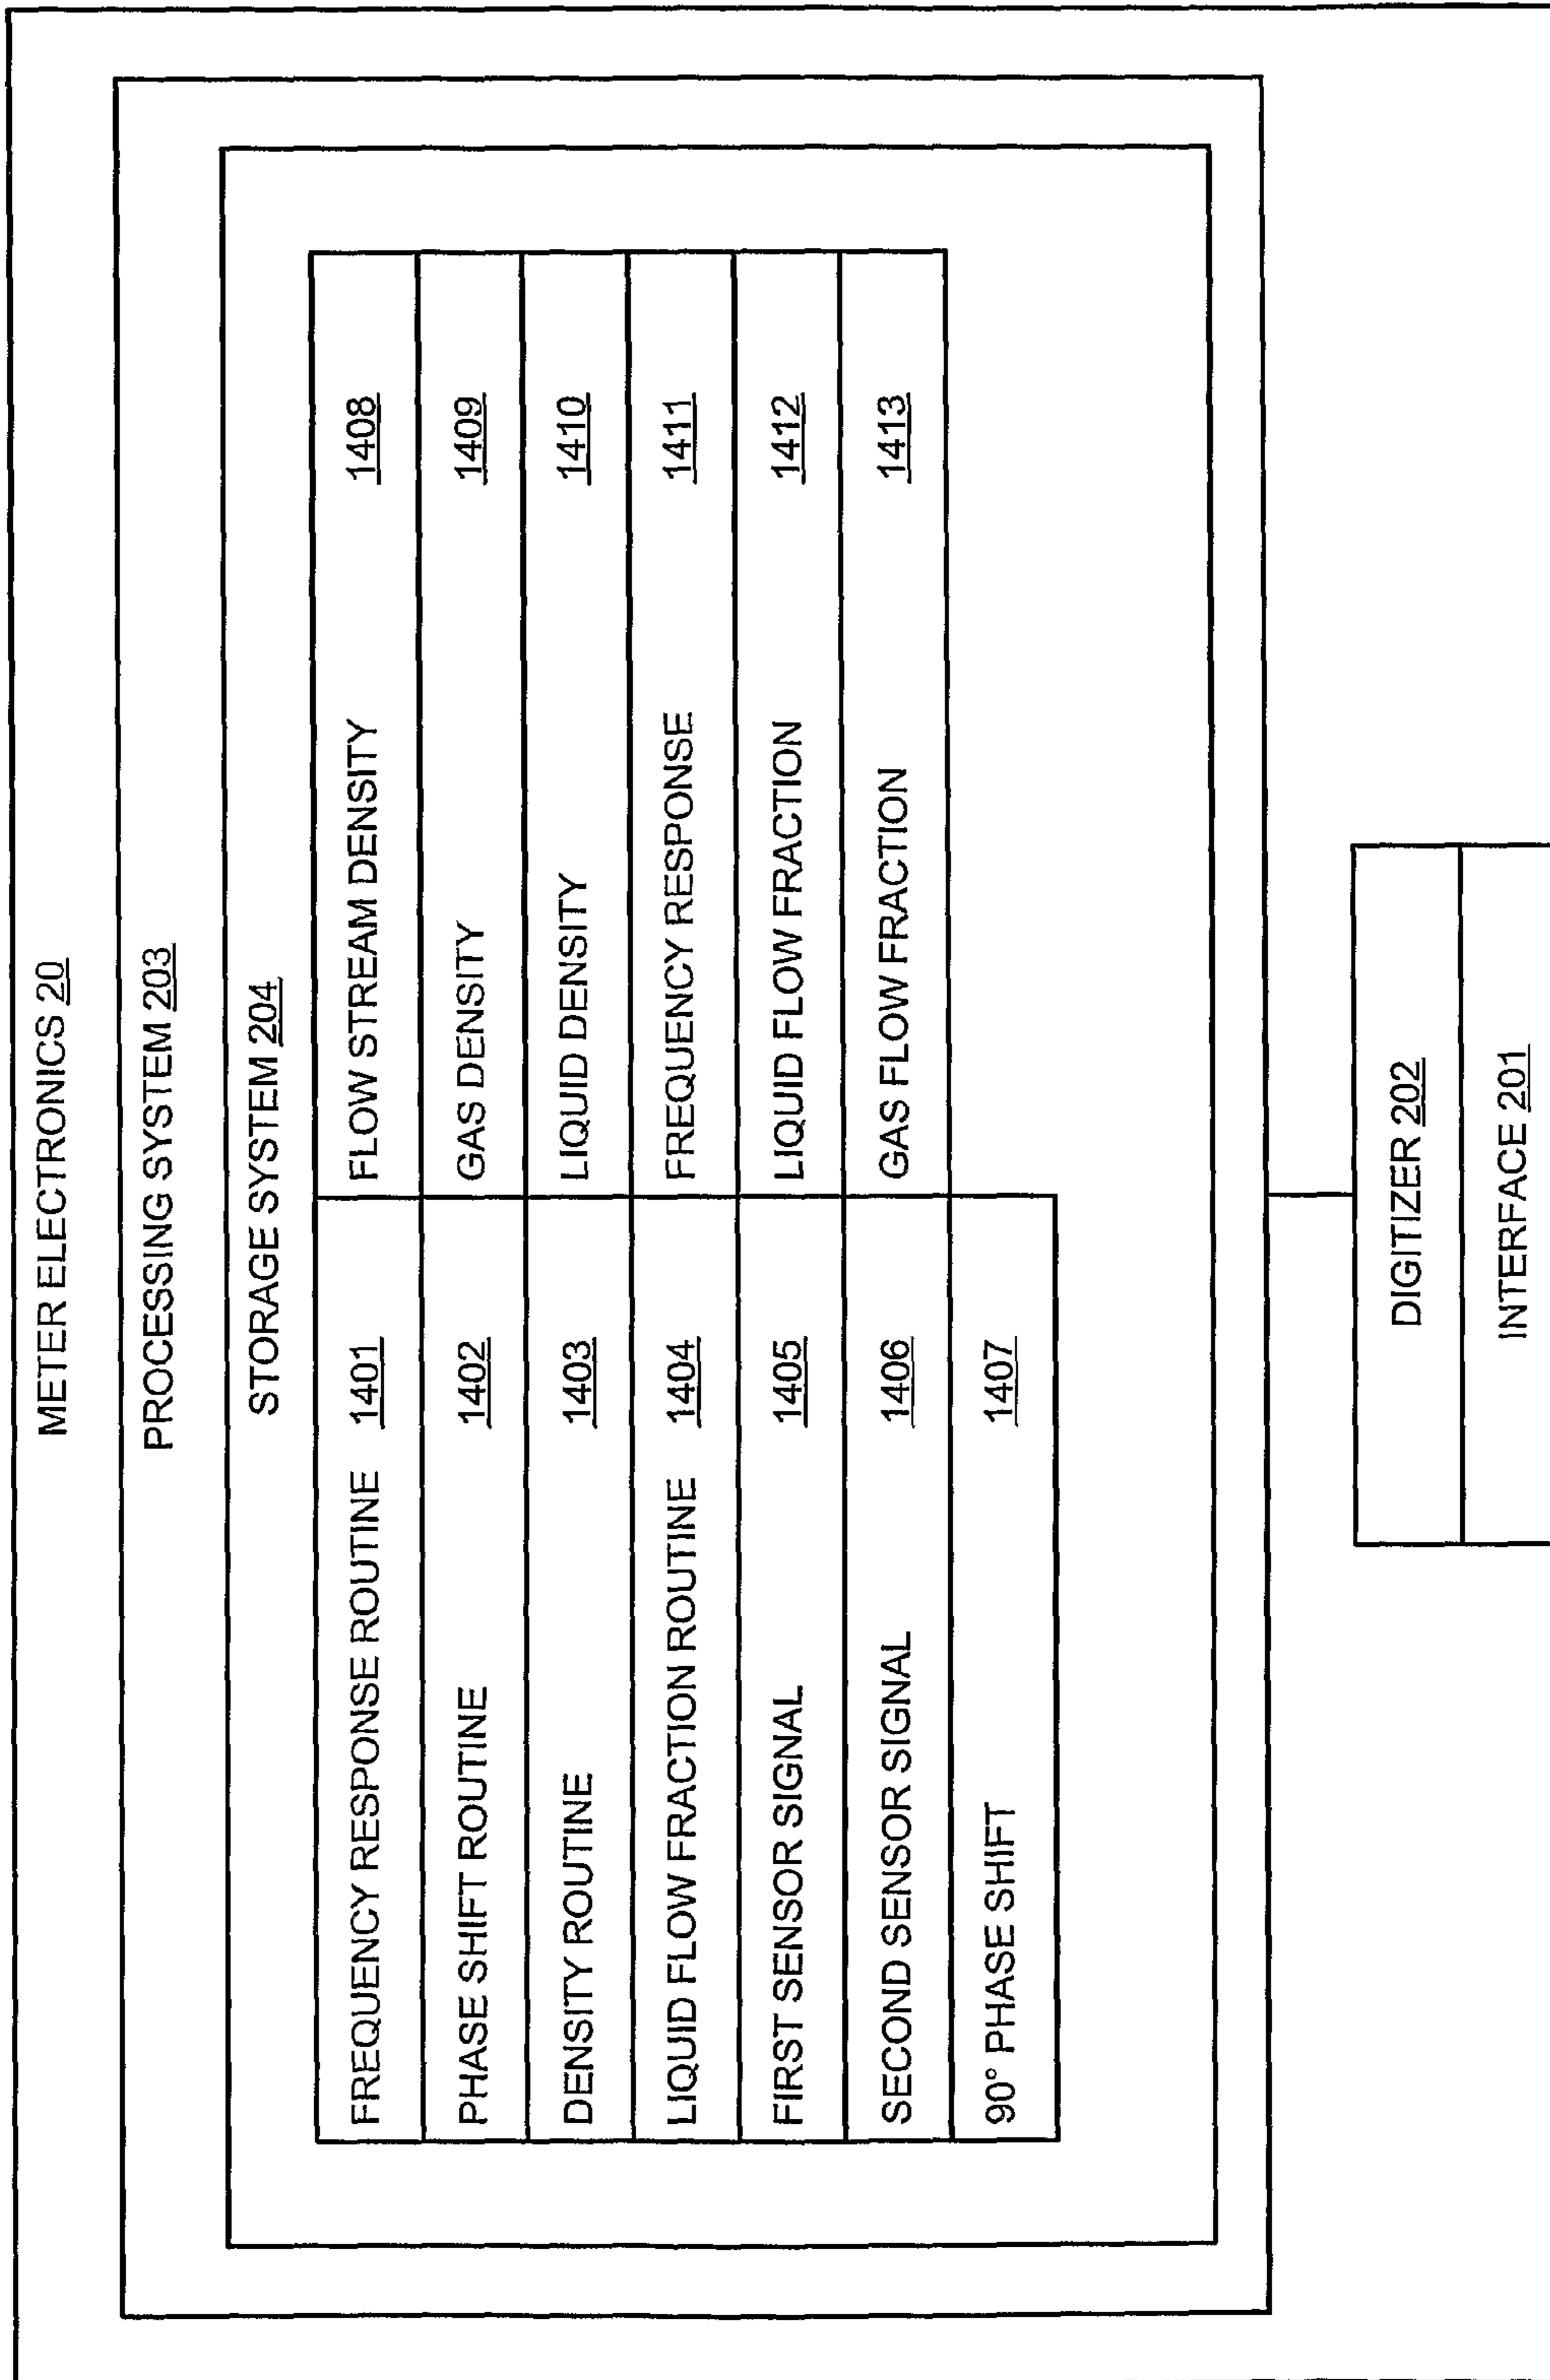 METER ELECTRONICS 20
PROCESSING SYSTEM 203
STORAGE SYSTEM 204
FREQUENCY RESPONSE ROUTINE 1401
PHASE SHIFT ROUTINE 1402
DENSITY ROUTINE 1403
LIQUID FLOW FRACTION ROUTINE 1404
FIRST SENSOR SIGNAL 1405
SECOND SENSOR SIGNAL 1406
90° PHASE SHIFT 1407
FLOW STREAM DENSITY 1408
GAS DENSITY 1409
LIQUID DENSITY 1410
FREQUENCY RESPONSE 1411
LIQUID FLOW FRACTION 1412
GAS FLOW FRACTION 1413
DIGITIZER 202
INTERFACE 201